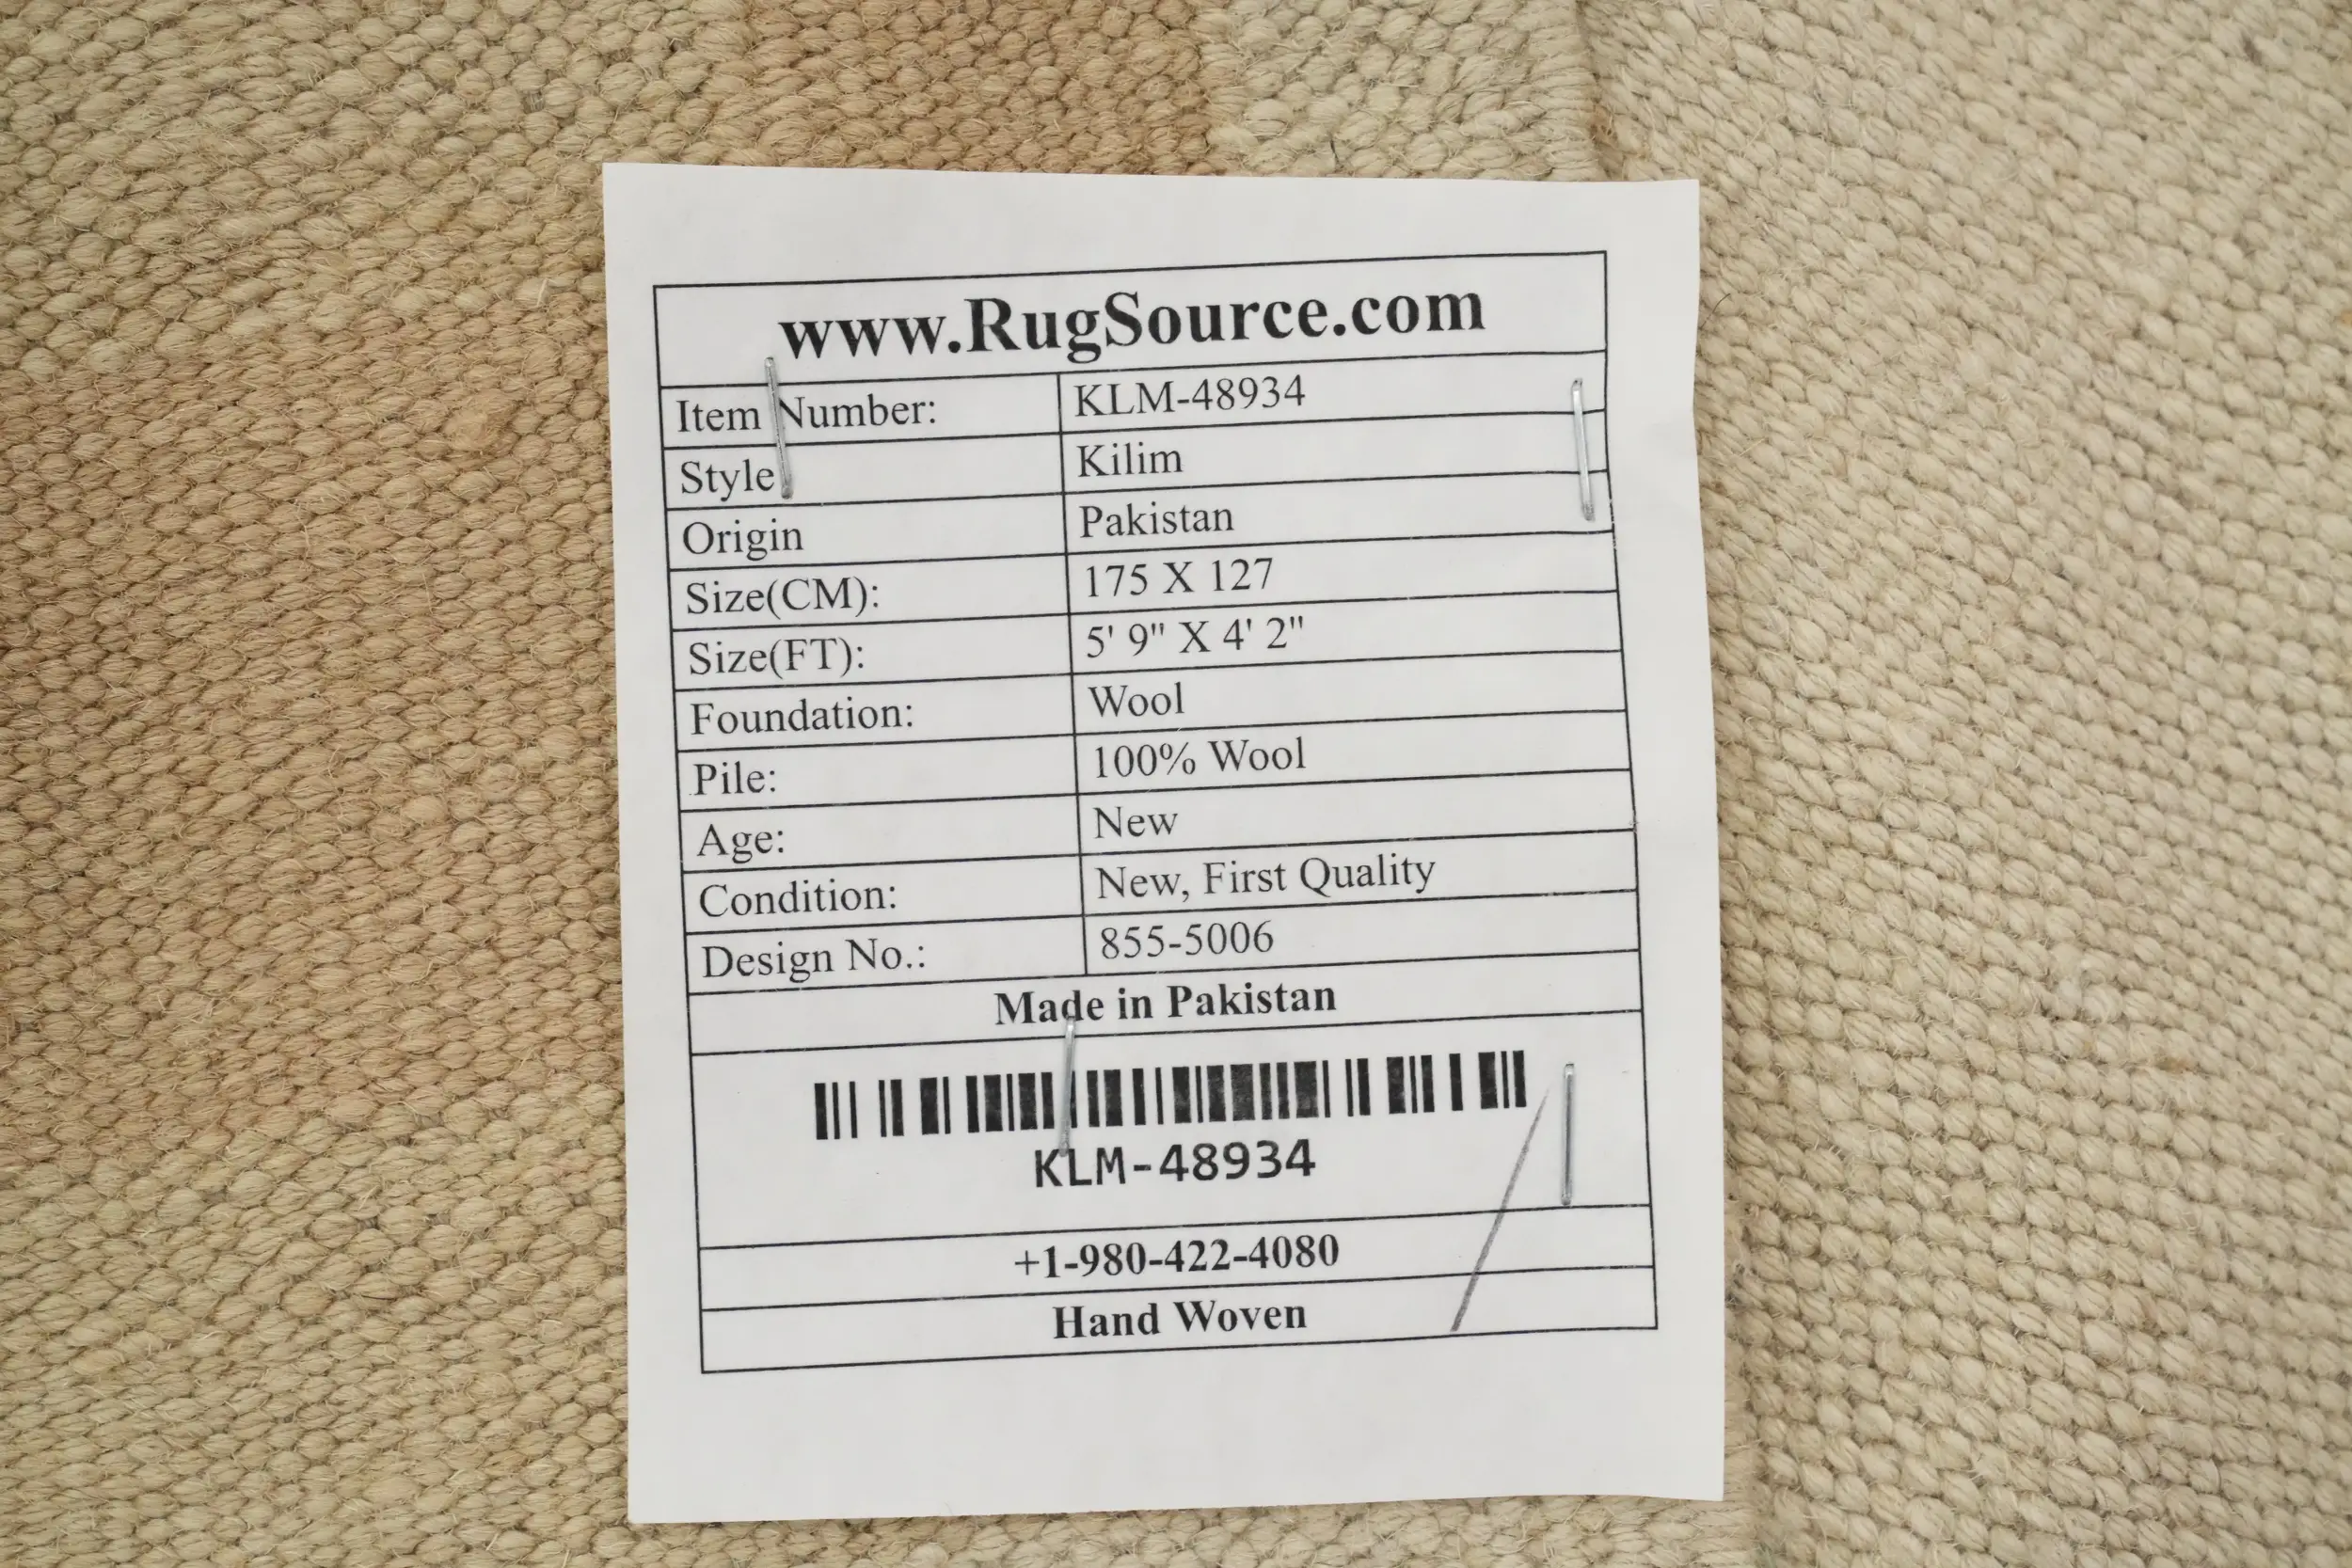 www.RugSource.com
Item Number: KLM-48934
Style Kilim
Origin Pakistan
Size(CM): 175 X 127
Size(FT): 5' 9" X 4' 2"
Foundation: Wool
Pile: 100% Wool
Age: New
Condition: New, First Quality
Design No.: 855-5006
Made in Pakistan
KLM-48934
+1-980-422-4080
Hand Woven